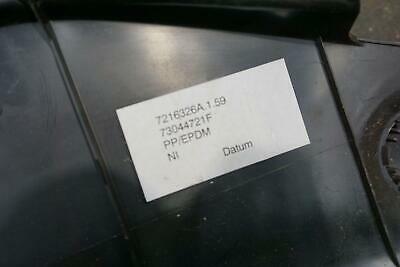 7216326A.1.59
73044721F
PP/EPDM
NI Datum